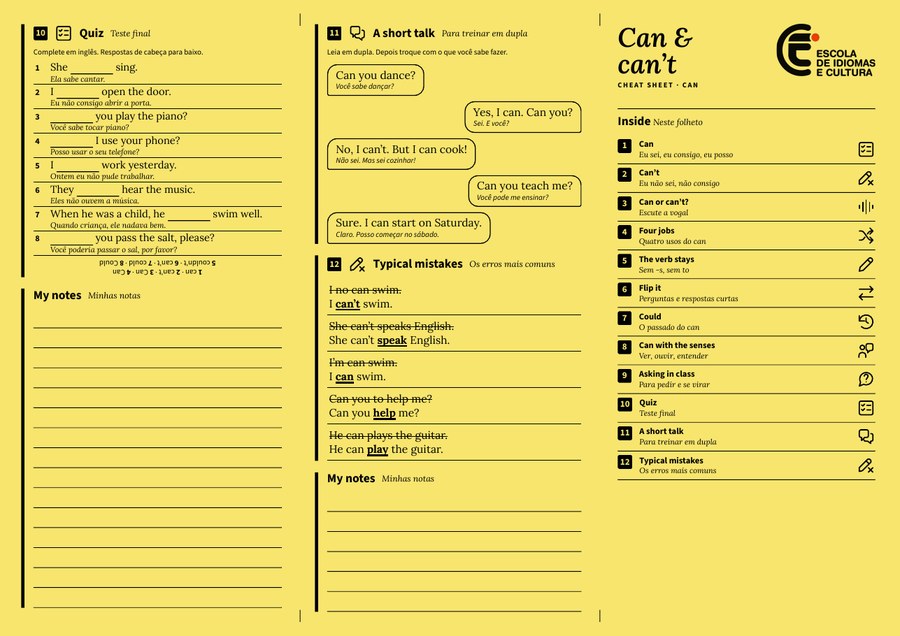 10 Quiz Teste final
Complete em inglês. Respostas de cabeça para baixo.
1 She ________ sing.
Ela sabe cantar.
2 I ________ open the door.
Eu não consigo abrir a porta.
3 ________ you play the piano?
Você sabe tocar piano?
4 ________ I use your phone?
Posso usar o seu telefone?
5 I ________ work yesterday.
Ontem eu não pude trabalhar.
6 They ________ hear the music.
Eles não ouvem a música.
7 When he was a child, he ________ swim well.
Quando criança, ele nadava bem.
8 ________ you pass the salt, please?
Você poderia passar o sal, por favor?
1 can · 2 can't · 3 Can · 4 Can
5 couldn't · 6 can't · 7 could · 8 Could
My notes Minhas notas
11 A short talk Para treinar em dupla
Leia em dupla. Depois troque com o que você sabe fazer.
Can you dance?
Você sabe dançar?
Yes, I can. Can you?
Sei. E você?
No, I can't. But I can cook!
Não sei. Mas sei cozinhar!
Can you teach me?
Você pode me ensinar?
Sure. I can start on Saturday.
Claro. Posso começar no sábado.
12 Typical mistakes Os erros mais comuns
I no can swim.
I can't swim.
She can't speaks English.
She can't speak English.
I'm can swim.
I can swim.
Can you to help me?
Can you help me?
He can plays the guitar.
He can play the guitar.
My notes Minhas notas
Can &
can't
CHEAT SHEET · CAN
ESCOLA
DE IDIOMAS
E CULTURA
Inside Neste folheto
1 Can
Eu sei, eu consigo, eu posso
2 Can't
Eu não sei, não consigo
3 Can or can't?
Escute a vogal
4 Four jobs
Quatro usos do can
5 The verb stays
Sem -s, sem to
6 Flip it
Perguntas e respostas curtas
7 Could
O passado do can
8 Can with the senses
Ver, ouvir, entender
9 Asking in class
Para pedir e se virar
10 Quiz
Teste final
11 A short talk
Para treinar em dupla
12 Typical mistakes
Os erros mais comuns